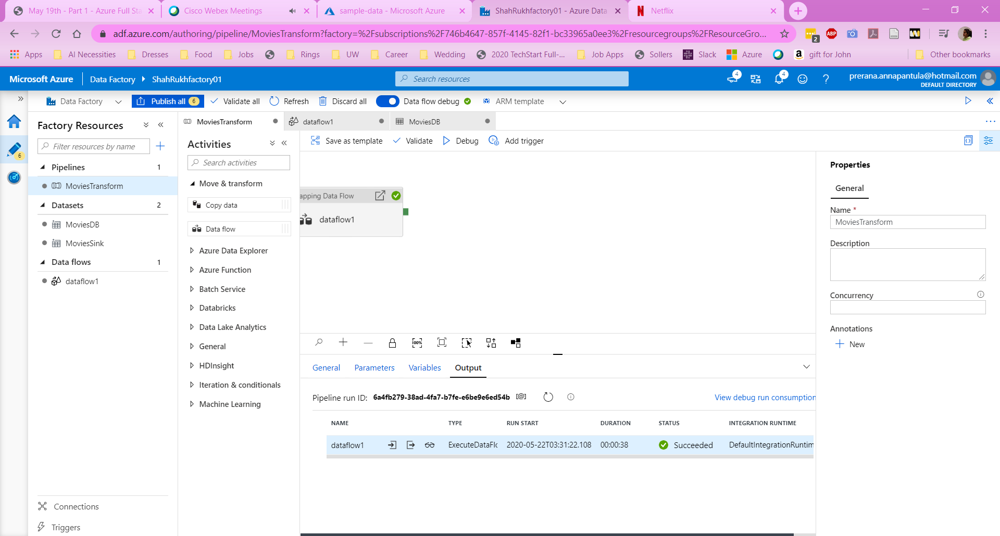 May 19th - Part 1 - Azure Full Sta
Cisco Webex Meetings
sample-data - Microsoft Azure
ShahRukhfactory01 - Azure Data
Netflix
adf.azure.com/authoring/pipeline/MoviesTransform?factory=%2Fsubscriptions%2F746b4647-857f-4145-82f1-bc33965a0ee3%2Fresourcegroups%2FResourceGro...
2
ABP
Apps
AI Necessities
Dresses
Food
Jobs
Rings
UW
Career
Wedding
2020 TechStart Full-...
Job Apps
Sollers
Slack
Azure
gift for John
Other bookmarks
Microsoft Azure
Data Factory
ShahRukhfactory01
Search resources
4
4
prerana.annapantula@hotmail.com
DEFAULT DIRECTORY
Data Factory
Publish all 6
Validate all
Refresh
Discard all
Data flow debug
ARM template
6
Factory Resources
Filter resources by name
Pipelines 1
MoviesTransform
Datasets 2
MoviesDB
MoviesSink
Data flows 1
dataflow1
Connections
Triggers
MoviesTransform
dataflow1
MoviesDB
Activities
Search activities
Move & transform
Copy data
Data flow
Azure Data Explorer
Azure Function
Batch Service
Databricks
Data Lake Analytics
General
HDInsight
Iteration & conditionals
Machine Learning
Save as template
Validate
Debug
Add trigger
apping Data Flow
dataflow1
100%
General
Parameters
Variables
Output
Pipeline run ID: 6a4fb279-38ad-4fa7-b7fe-e6be9e6ed54b [@]
View debug run consumption
NAME TYPE RUN START DURATION STATUS INTEGRATION RUNTIME
dataflow1 ExecuteDataFlo 2020-05-22T03:31:22.108 00:00:38 Succeeded DefaultIntegrationRuntim
Properties
General
Name *
MoviesTransform
Description
Concurrency
Annotations
New